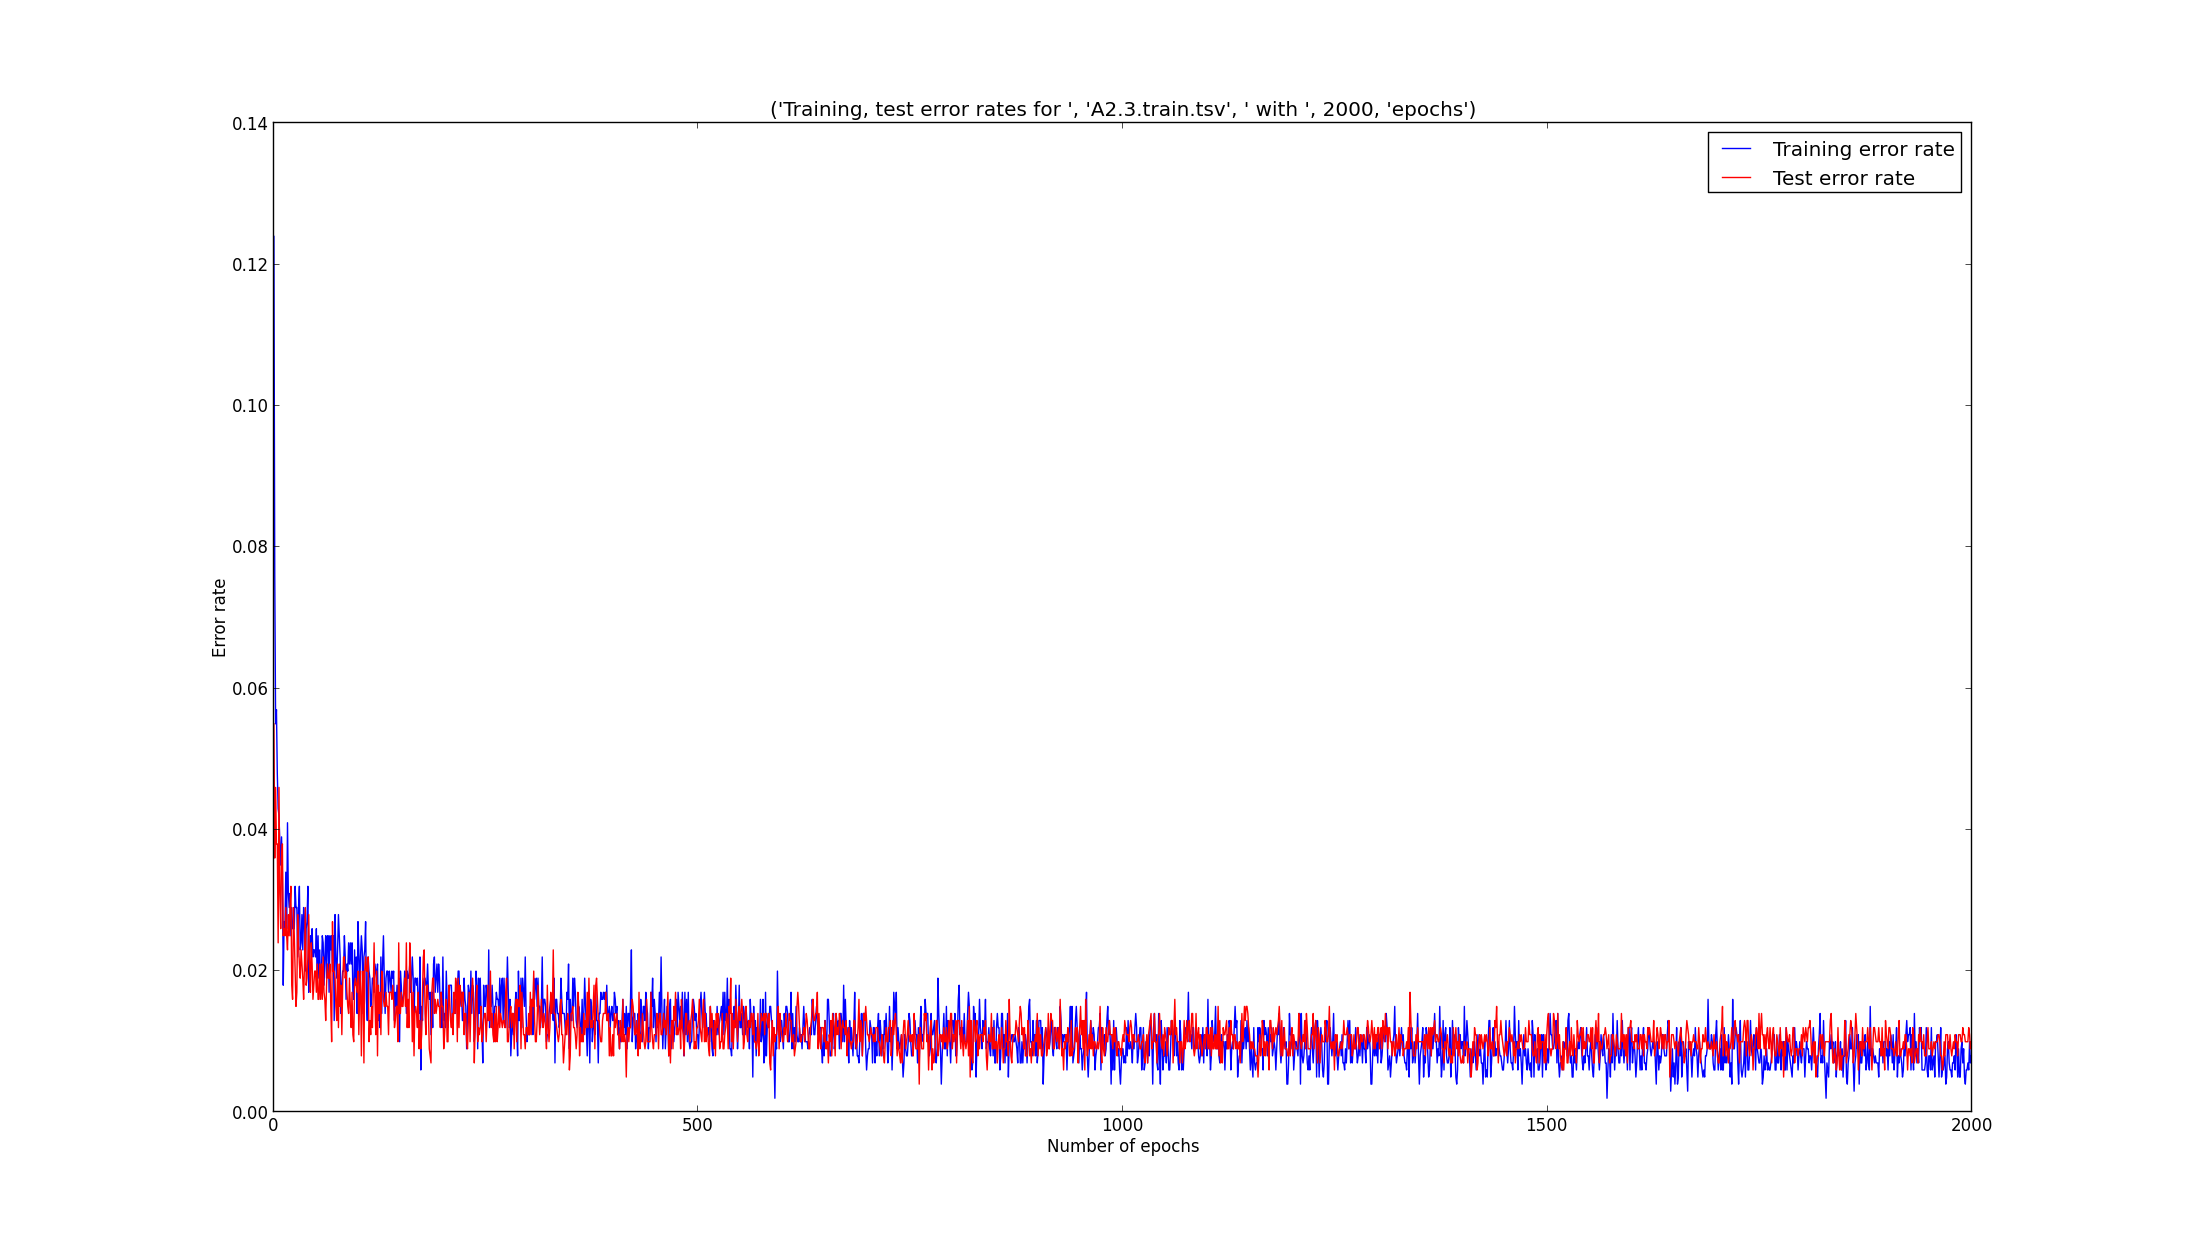 ('Training, test error rates for ', 'A2.3.train.tsv', ' with ', 2000, 'epochs')
Training error rate
Test error rate
0.14
0.12
0.10
0.08
0.06
0.04
0.02
0.00
Error rate
0 500 1000 1500 2000
Number of epochs